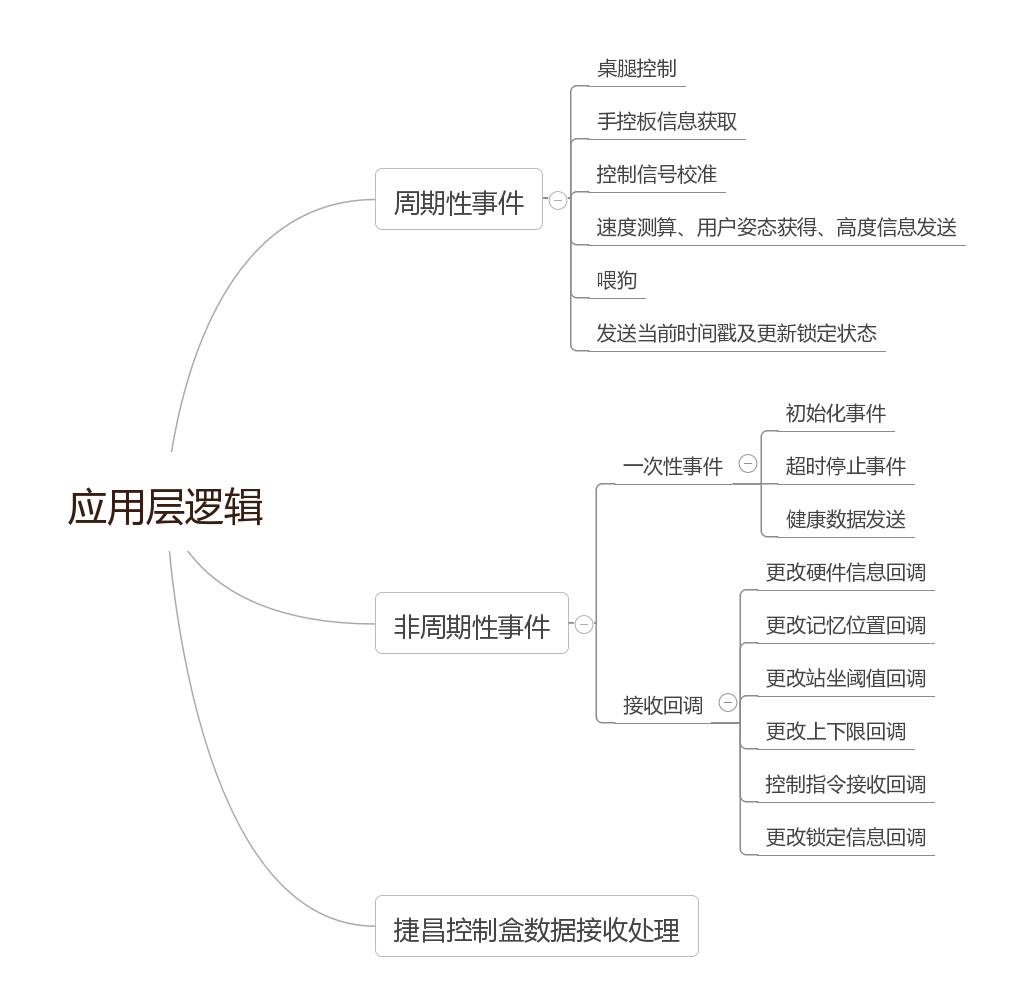 应用层逻辑
周期性事件
桌腿控制
手控板信息获取
控制信号校准
速度测算、用户姿态获得、高度信息发送
喂狗
发送当前时间戳及更新锁定状态
非周期性事件
一次性事件
初始化事件
超时停止事件
健康数据发送
接收回调
更改硬件信息回调
更改记忆位置回调
更改站坐阈值回调
更改上下限回调
控制指令接收回调
更改锁定信息回调
捷昌控制盒数据接收处理